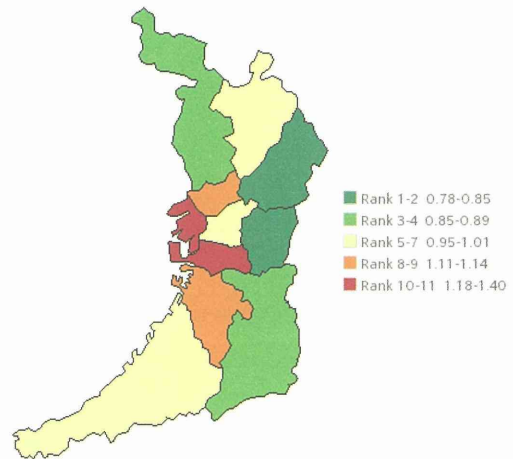 Rank 1-2 0.78-0.85
Rank 3-4 0.85-0.89
Rank 5-7 0.95-1.01
Rank 8-9 1.11-1.14
Rank 10-11 1.18-1.40